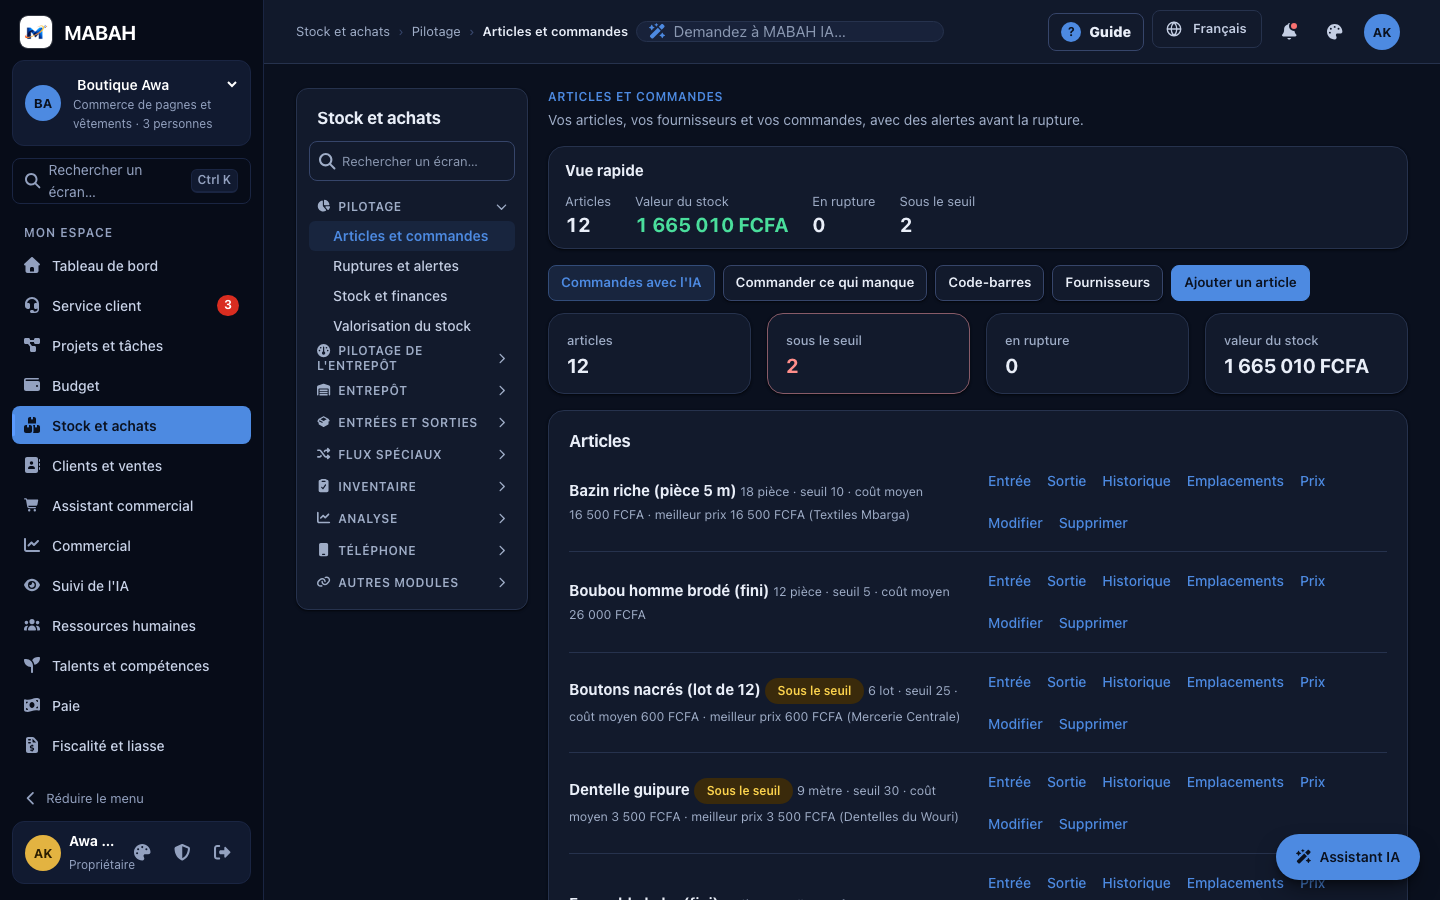 MABAH
BA
Boutique Awa
Commerce de pagnes et
vêtements · 3 personnes
Rechercher un
écran...
Ctrl K
MON ESPACE
Tableau de bord
Service client
3
Projets et tâches
Budget
Stock et achats
Clients et ventes
Assistant commercial
Commercial
Suivi de l'IA
Ressources humaines
Talents et compétences
Paie
Fiscalité et liasse
Réduire le menu
AK
Awa ...
Propriétaire
Stock et achats › Pilotage › Articles et commandes
Demandez à MABAH IA...
? Guide
Français
AK
Stock et achats
Rechercher un écran...
PILOTAGE
Articles et commandes
Ruptures et alertes
Stock et finances
Valorisation du stock
PILOTAGE DE
L'ENTREPÔT
ENTREPÔT
ENTRÉES ET SORTIES
FLUX SPÉCIAUX
INVENTAIRE
ANALYSE
TÉLÉPHONE
AUTRES MODULES
ARTICLES ET COMMANDES
Vos articles, vos fournisseurs et vos commandes, avec des alertes avant la rupture.
Vue rapide
Articles
12
Valeur du stock
1 665 010 FCFA
En rupture
0
Sous le seuil
2
Commandes avec l'IA
Commander ce qui manque
Code-barres
Fournisseurs
Ajouter un article
articles
12
sous le seuil
2
en rupture
0
valeur du stock
1 665 010 FCFA
Articles
Bazin riche (pièce 5 m) 18 pièce · seuil 10 · coût moyen
16 500 FCFA · meilleur prix 16 500 FCFA (Textiles Mbarga)
Entrée Sortie Historique Emplacements Prix
Modifier Supprimer
Boubou homme brodé (fini) 12 pièce · seuil 5 · coût moyen
26 000 FCFA
Entrée Sortie Historique Emplacements Prix
Modifier Supprimer
Boutons nacrés (lot de 12) Sous le seuil 6 lot · seuil 25 ·
coût moyen 600 FCFA · meilleur prix 600 FCFA (Mercerie Centrale)
Entrée Sortie Historique Emplacements Prix
Modifier Supprimer
Dentelle guipure Sous le seuil 9 mètre · seuil 30 · coût
moyen 3 500 FCFA · meilleur prix 3 500 FCFA (Dentelles du Wouri)
Entrée Sortie Historique Emplacements Prix
Modifier Supprimer
Entrée Sortie Historique Emplacements Prix
Assistant IA